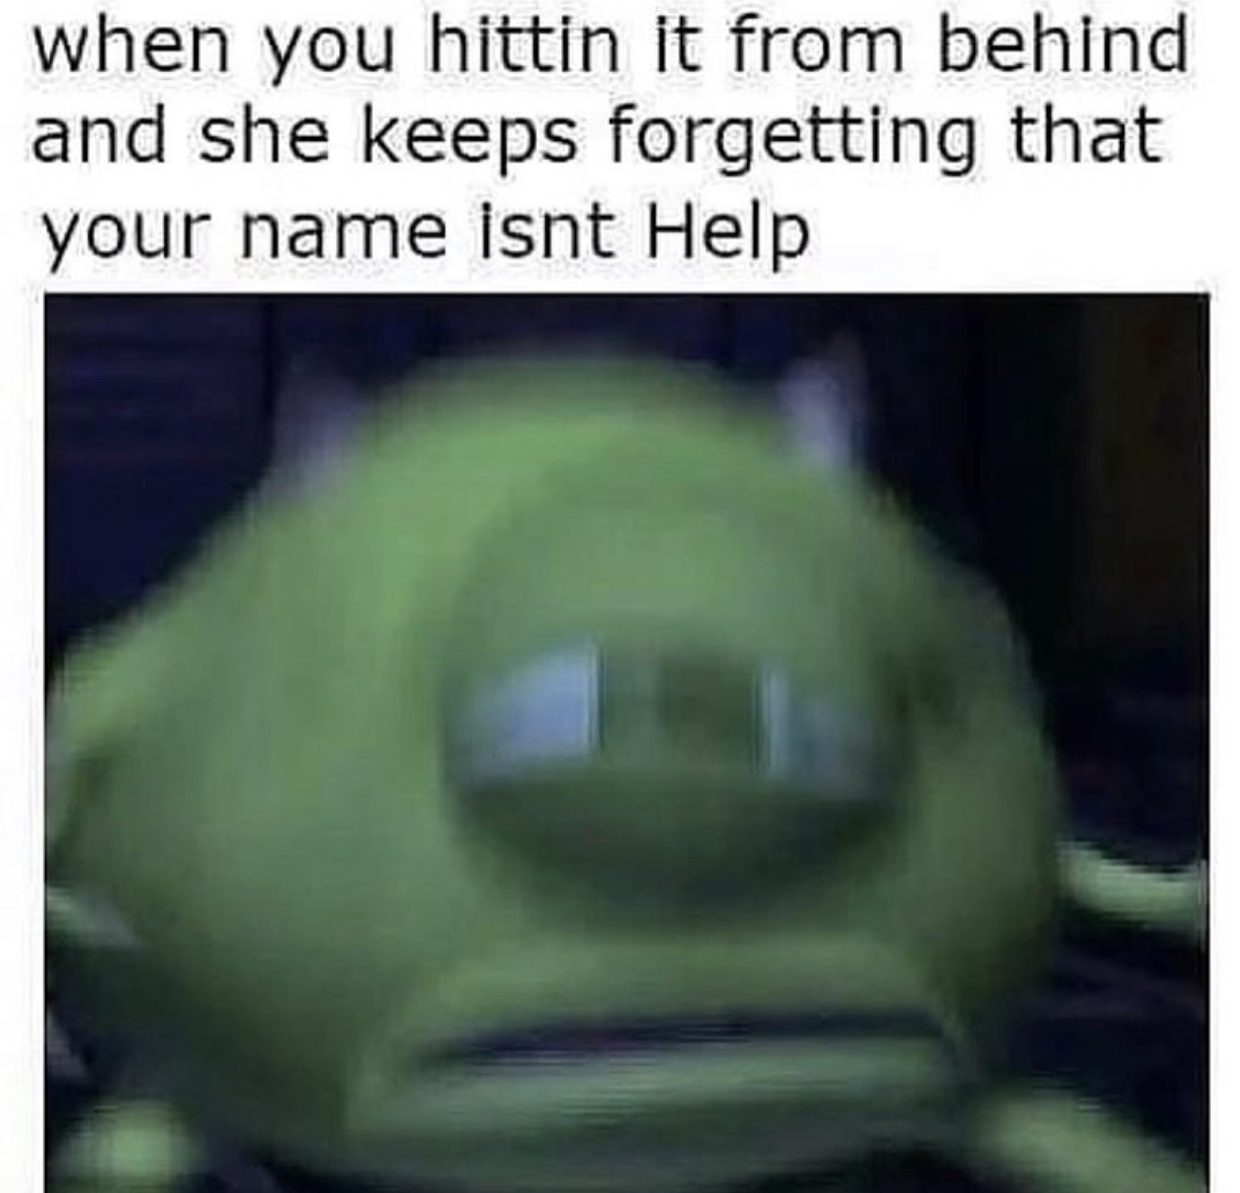 when you hittin it from behind
and she keeps forgetting that
your name isnt Help